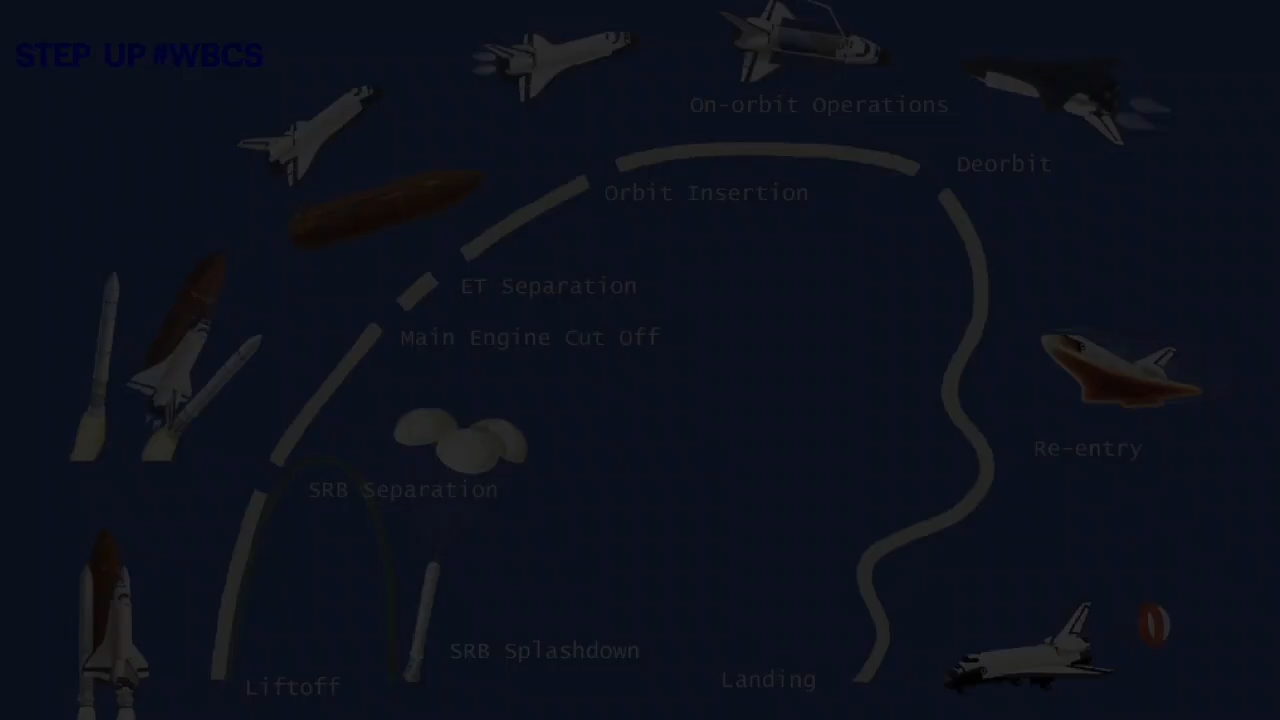 STEP UP #WBCS
On-orbit Operations
Deorbit
Orbit Insertion
ET Separation
Main Engine Cut Off
Re-entry
SRB Separation
SRB Splashdown
Landing
Liftoff